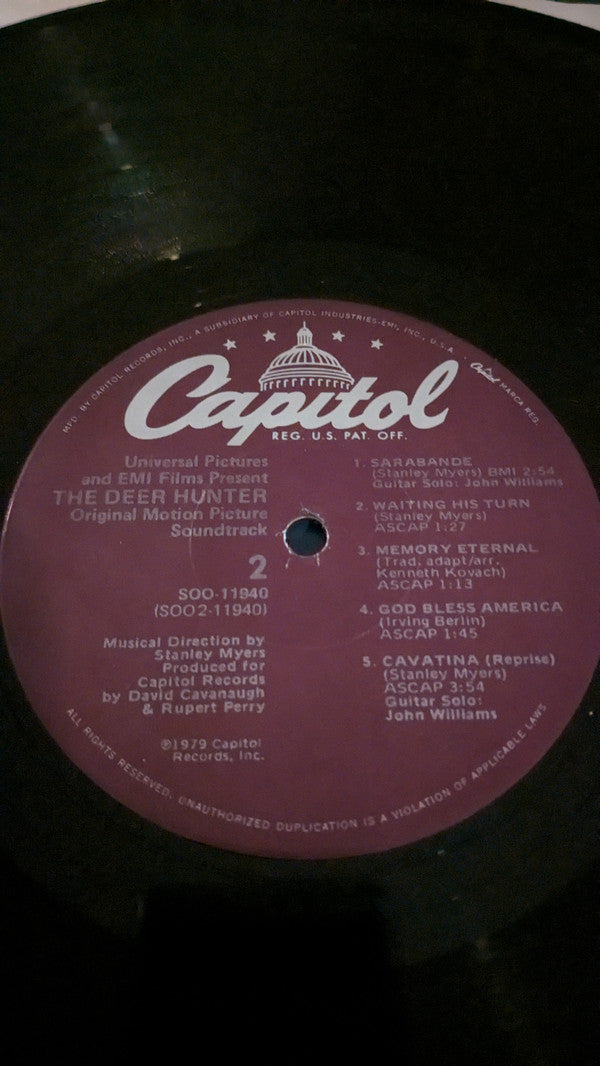 MFD. BY CAPITOL RECORDS, INC., A SUBSIDIARY OF CAPITOL INDUSTRIES-EMI, INC., U.S.A. · Capitol MARCA REG.
Capitol
REG. U.S. PAT. OFF.
Universal Pictures
and EMI Films Present
THE DEER HUNTER
Original Motion Picture
Soundtrack
2
SOO-11940
(SOO2-11940)
Musical Direction by
Stanley Myers
Produced for
Capitol Records
by David Cavanaugh
& Rupert Perry
℗1979 Capitol
Records, Inc.
1. SARABANDE
(Stanley Myers) BMI 2:54
Guitar Solo: John Williams
2. WAITING HIS TURN
(Stanley Myers)
ASCAP 1:27
3. MEMORY ETERNAL
(Trad. adapt/arr.
Kenneth Kovach)
ASCAP 1:13
4. GOD BLESS AMERICA
(Irving Berlin)
ASCAP 1:45
5. CAVATINA (Reprise)
(Stanley Myers)
ASCAP 3:54
Guitar Solo:
John Williams
ALL RIGHTS RESERVED. UNAUTHORIZED DUPLICATION IS A VIOLATION OF APPLICABLE LAWS